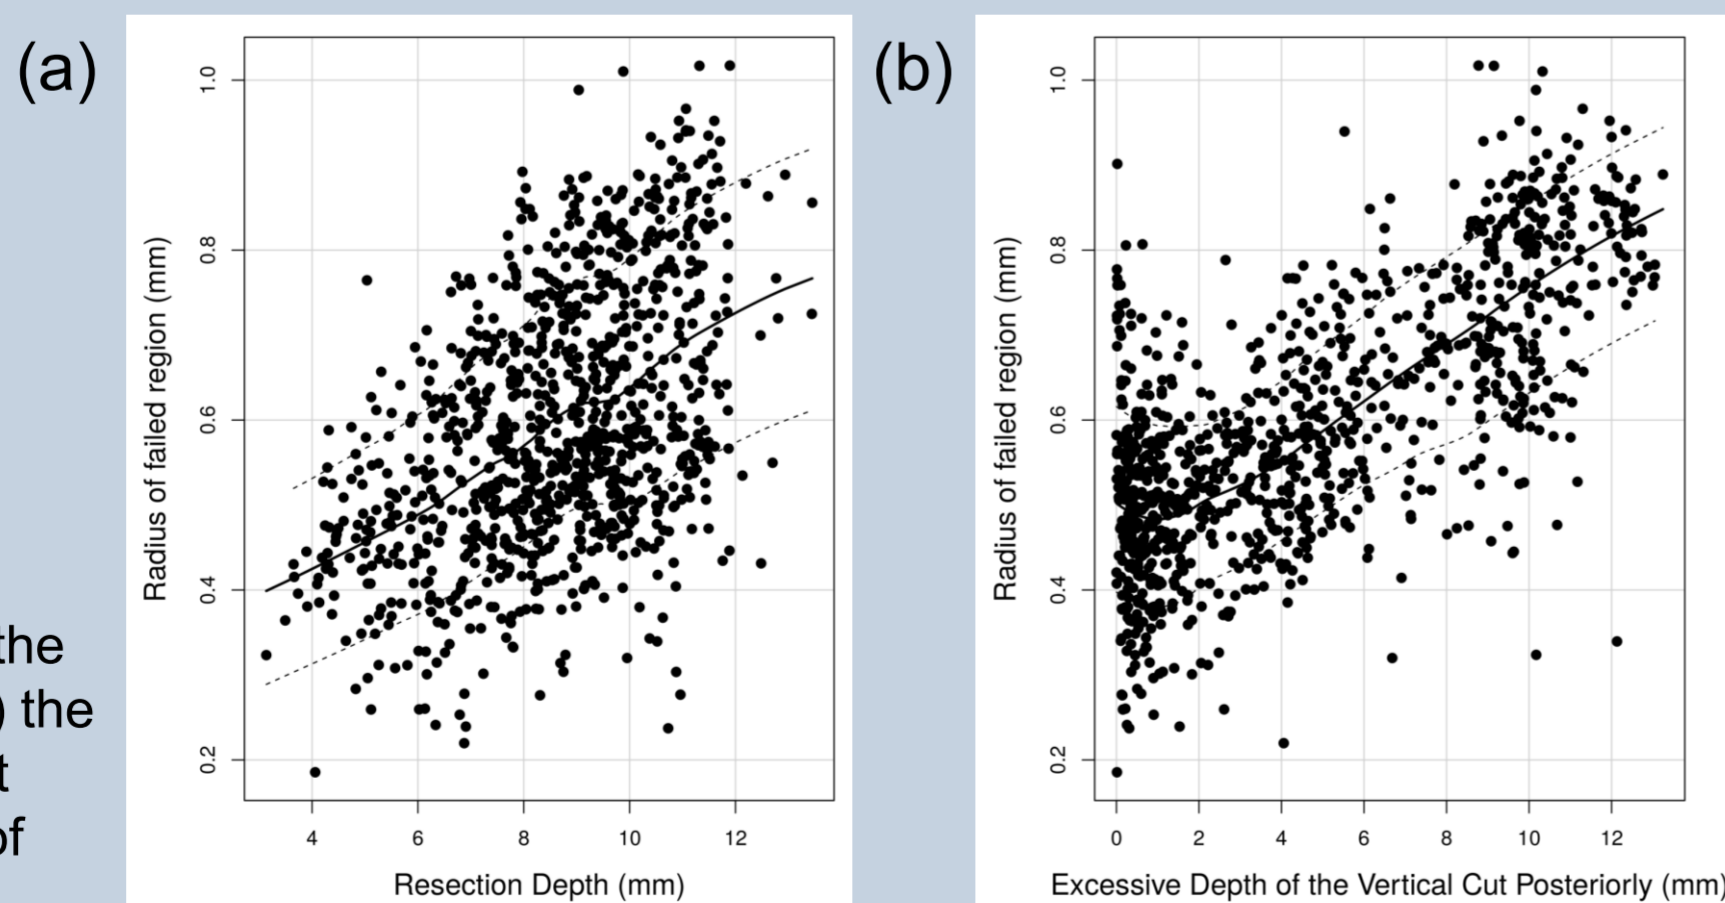 (a)
1.0
0.8
0.6
0.4
0.2
Radius of failed region (mm)
4 6 8 10 12
Resection Depth (mm)
(b)
1.0
0.8
0.6
0.4
0.2
Radius of failed region (mm)
0 2 4 6 8 10 12
Excessive Depth of the Vertical Cut Posteriorly (mm)
the
) the
t
of